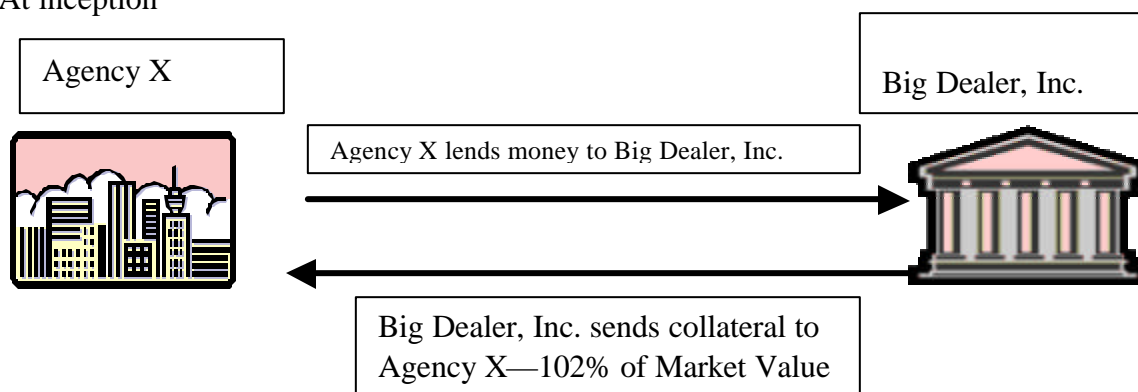 At inception
Agency X
Big Dealer, Inc.
Agency X lends money to Big Dealer, Inc.
Big Dealer, Inc. sends collateral to
Agency X—102% of Market Value